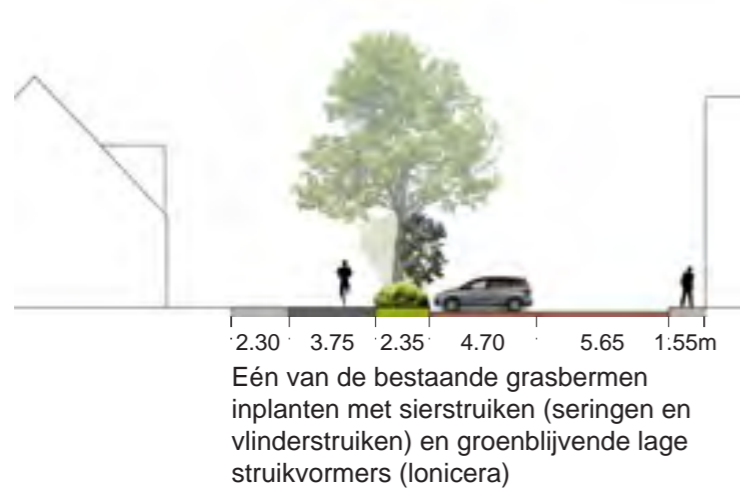 2.30 3.75 2.35 4.70 5.65 1.55m
Eén van de bestaande grasbermen
inplanten met sierstruiken (seringen en
vlinderstruiken) en groenblijvende lage
struikvormers (lonicera)